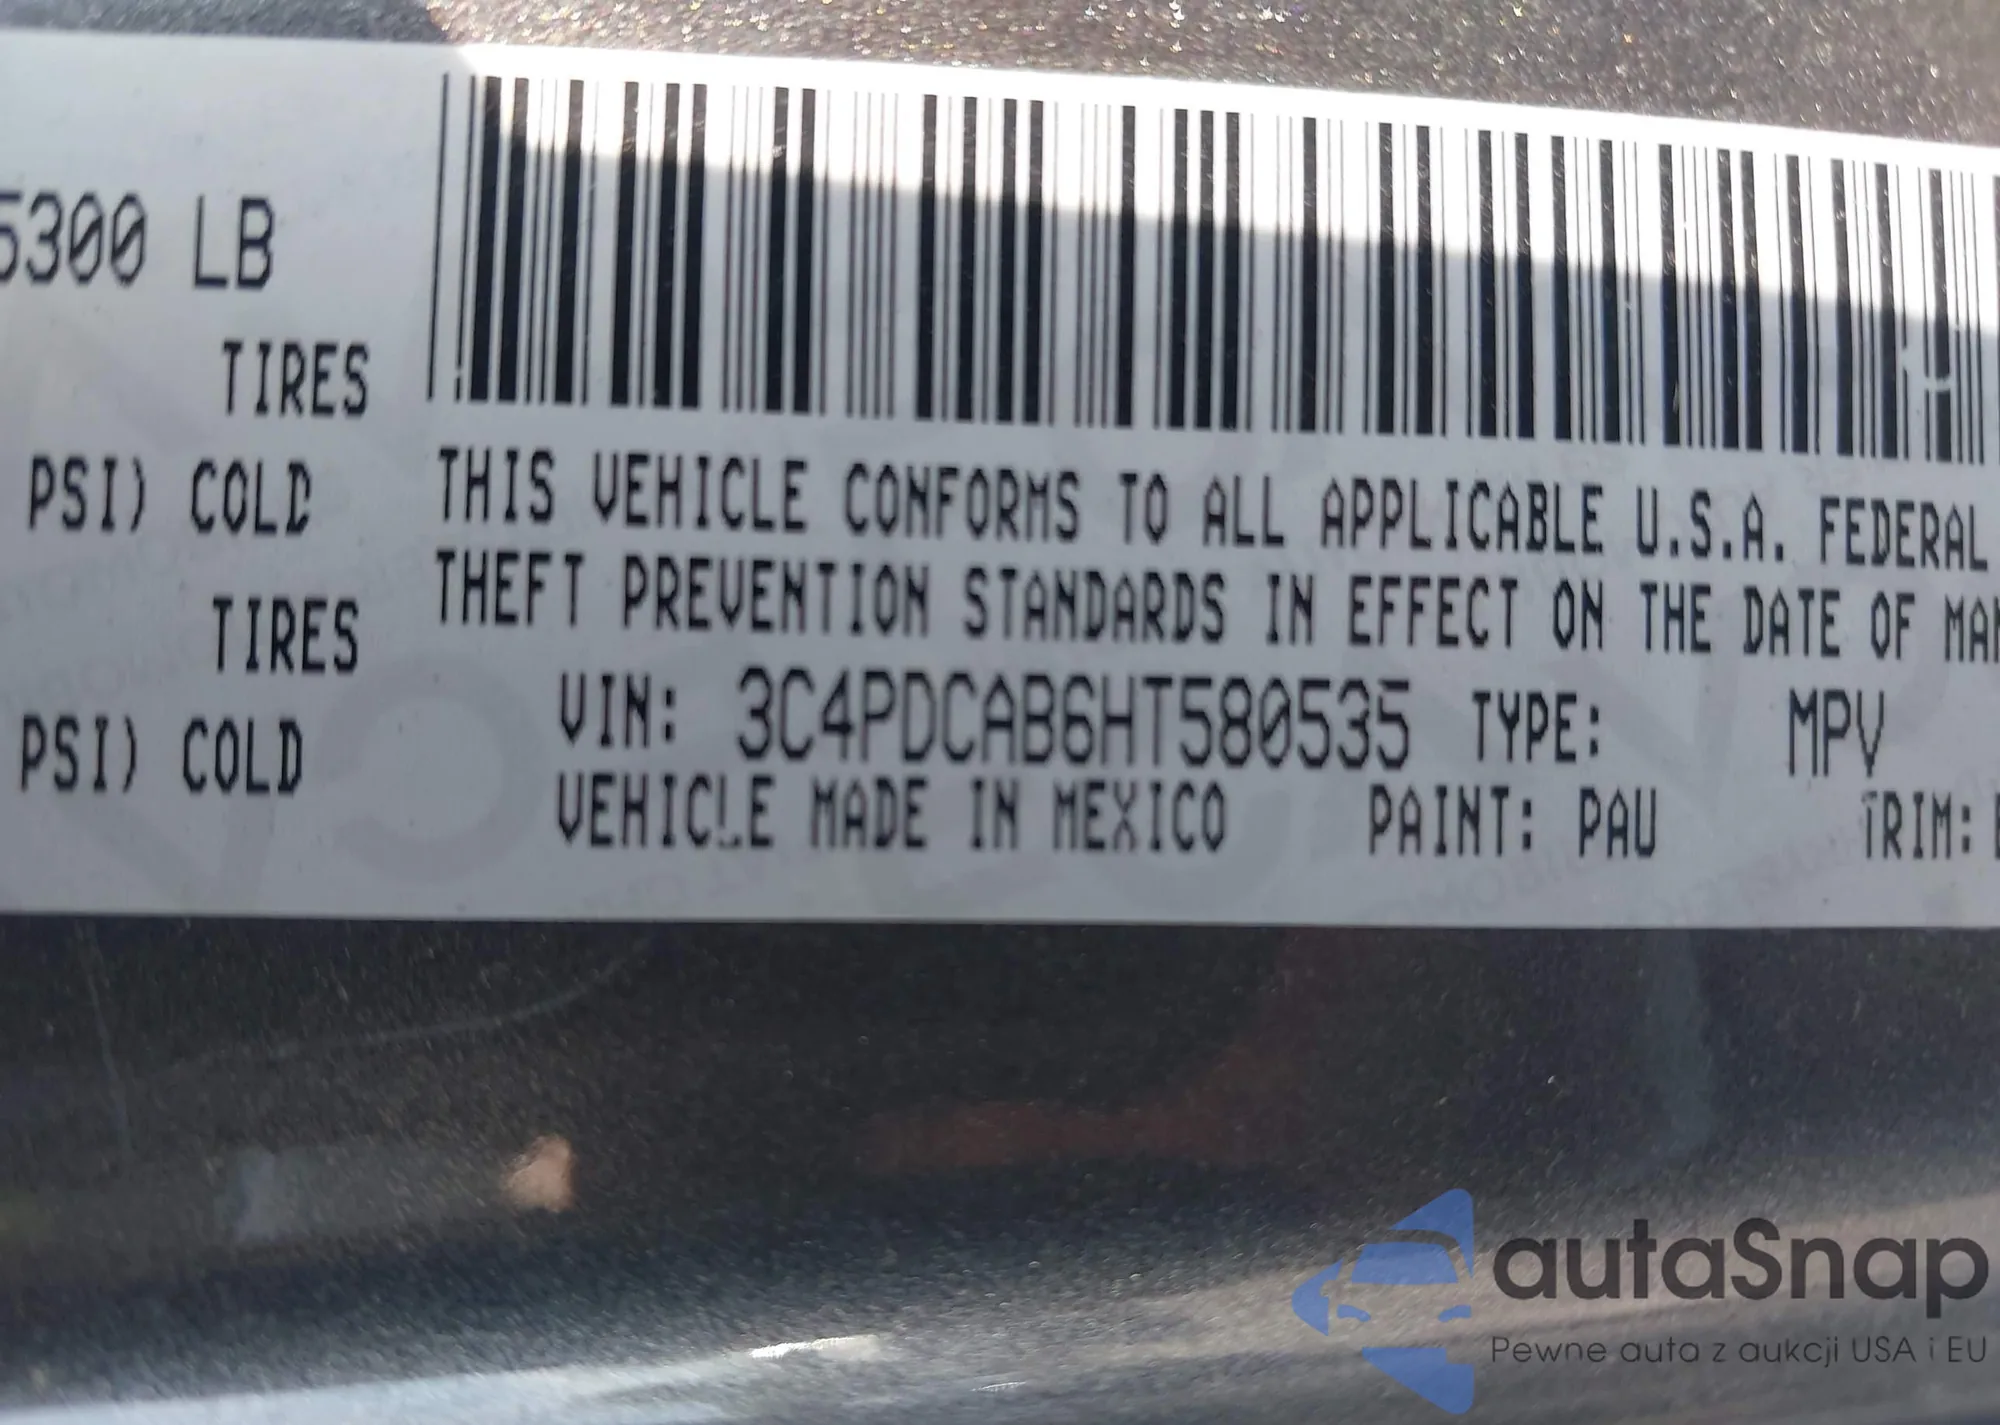 5300 LB
TIRES
PSI) COLD
TIRES
PSI) COLD
THIS VEHICLE CONFORMS TO ALL APPLICABLE U.S.A. FEDERAL
THEFT PREVENTION STANDARDS IN EFFECT ON THE DATE OF MAN
VIN: 3C4PDCAB6HT580535 TYPE: MPV
VEHICLE MADE IN MEXICO PAINT: PAU TRIM:
autaSnap
Pewne auta z aukcji USA i EU